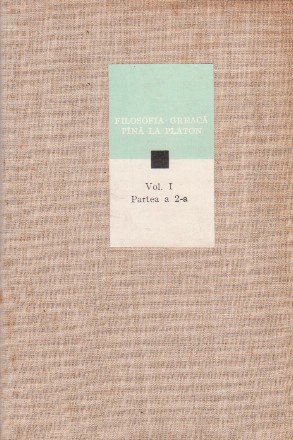 FILOSOFIA GREACĂ
PÎNĂ LA PLATON
Vol. I
Partea a 2-a